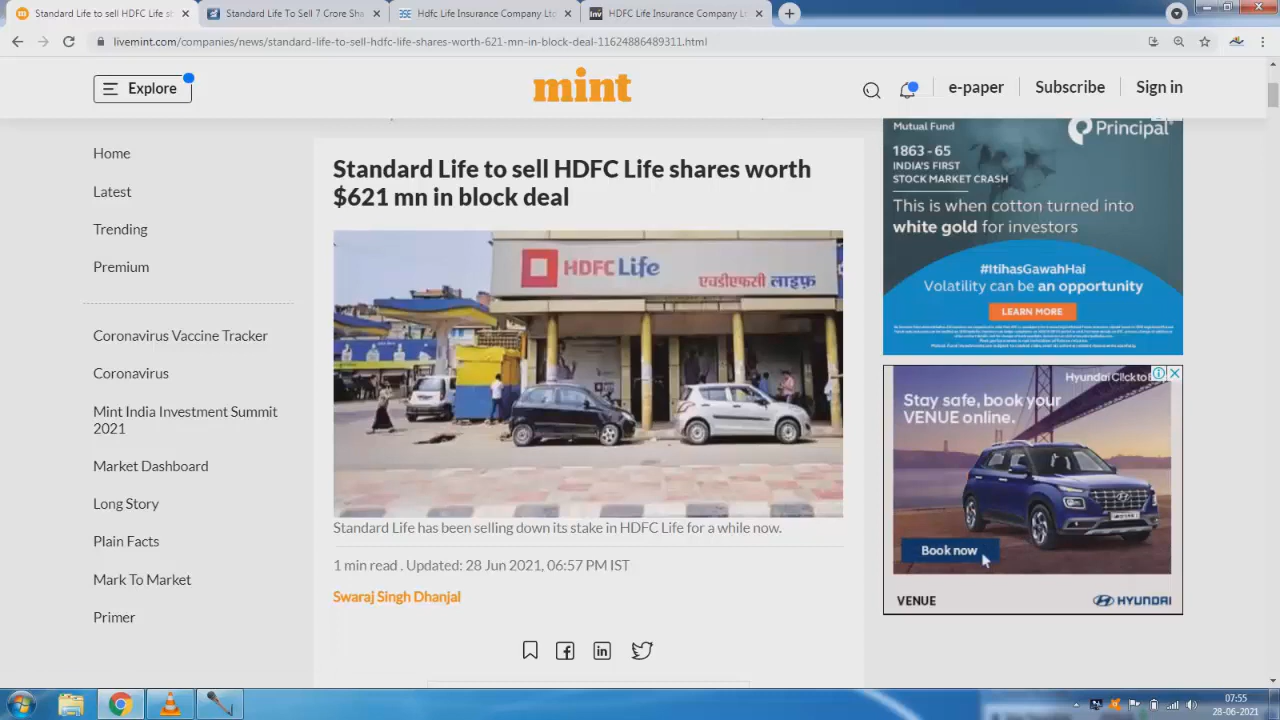 Standard Life to sell HDFC Life st
Standard Life To Sell 7 Crore Sha
Hdfc Life Insurance Company Ltd
HDFC Life Insurance Company Lt
livemint.com/companies/news/standard-life-to-sell-hdfc-life-shares-worth-621-mn-in-block-deal-11624886489311.html
Explore
mint
e-paper
Subscribe
Sign in
Home
Latest
Trending
Premium
Coronavirus Vaccine Tracker
Coronavirus
Mint India Investment Summit
2021
Market Dashboard
Long Story
Plain Facts
Mark To Market
Primer
Standard Life to sell HDFC Life shares worth
$621 mn in block deal
HDFC Life
एचडीएफसी लाइफ़
Standard Life has been selling down its stake in HDFC Life for a while now.
1 min read . Updated: 28 Jun 2021, 06:57 PM IST
Swaraj Singh Dhanjal
Mutual Fund
Principal
1863 - 65
INDIA'S FIRST
STOCK MARKET CRASH
This is when cotton turned into
white gold for investors
#ItihasGawahHai
Volatility can be an opportunity
LEARN MORE
Hyundai Click to B
Stay safe, book your
VENUE online.
Book now
VENUE
HYUNDAI
07:55
28-06-2021